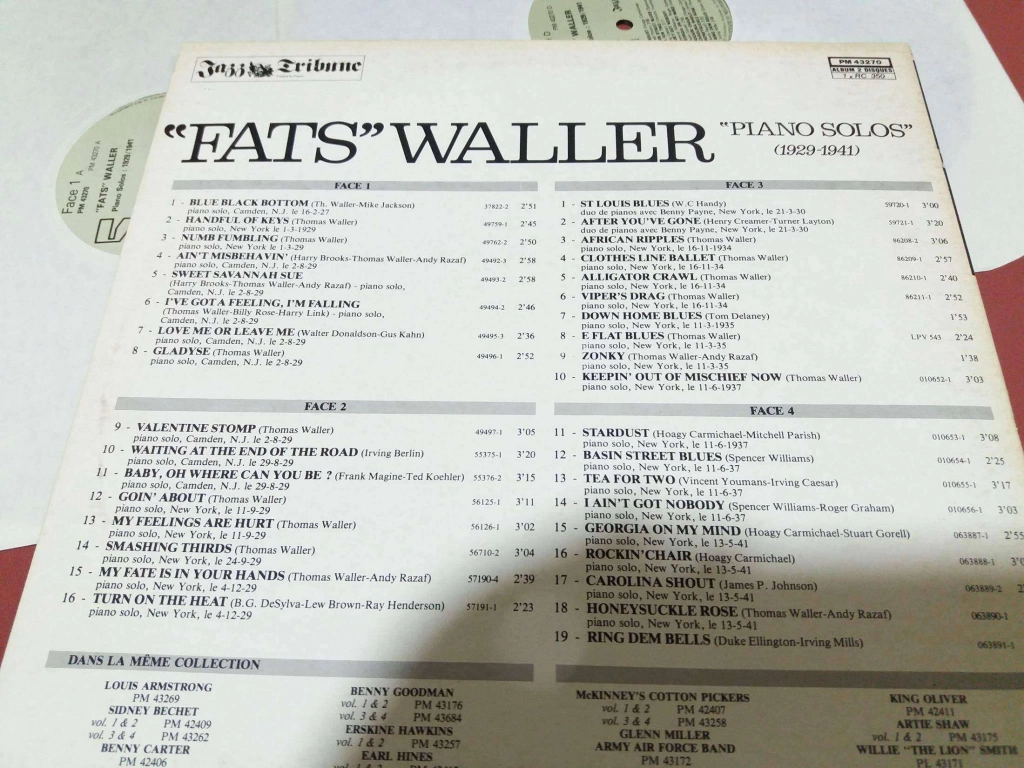 Jazz Tribune
PM 43270
ALBUM 2 DISQUES
1 x RC 350
"FATS" WALLER "PIANO SOLOS"
(1929-1941)
FACE 1
1 - BLUE BLACK BOTTOM (Th. Waller-Mike Jackson) 37822-2 2'51
piano solo, Camden, N.J. le 16-2-27
2 - HANDFUL OF KEYS (Thomas Waller) 49759-1 2'45
piano solo, New York le 1-3-1929
3 - NUMB FUMBLING (Thomas Waller) 49762-2 2'50
piano solo, New York le 1-3-29
4 - AIN'T MISBEHAVIN' (Harry Brooks-Thomas Waller-Andy Razaf) 49492-3 2'58
piano solo, Camden, N.J. le 2-8-29
5 - SWEET SAVANNAH SUE 49493-2 2'58
(Harry Brooks-Thomas Waller-Andy Razaf) - piano solo,
Camden, N.J. le 2-8-29
6 - I'VE GOT A FEELING, I'M FALLING 49494-2 2'46
(Thomas Waller-Billy Rose-Harry Link) - piano solo,
Camden, N.J. le 2-8-29
7 - LOVE ME OR LEAVE ME (Walter Donaldson-Gus Kahn) 49495-3 2'36
piano solo, Camden, N.J. le 2-8-29
8 - GLADYSE (Thomas Waller) 49496-1 2'52
piano solo, Camden, N.J. le 2-8-29
FACE 2
9 - VALENTINE STOMP (Thomas Waller) 49497-1 3'05
piano solo, Camden, N.J. le 2-8-29
10 - WAITING AT THE END OF THE ROAD (Irving Berlin) 55375-1 3'20
piano solo, Camden, N.J. le 29-8-29
11 - BABY, OH WHERE CAN YOU BE ? (Frank Magine-Ted Koehler) 55376-2 3'15
piano solo, Camden, N.J. le 29-8-29
12 - GOIN' ABOUT (Thomas Waller) 56125-1 3'11
piano solo, New York, le 11-9-29
13 - MY FEELINGS ARE HURT (Thomas Waller) 56126-1 3'02
piano solo, New York, le 11-9-29
14 - SMASHING THIRDS (Thomas Waller) 56710-2 3'04
piano solo, New York, le 24-9-29
15 - MY FATE IS IN YOUR HANDS (Thomas Waller-Andy Razaf) 57190-4 2'39
piano solo, New York, le 4-12-29
16 - TURN ON THE HEAT (B.G. DeSylva-Lew Brown-Ray Henderson) 57191-1 2'23
piano solo, New York, le 4-12-29
FACE 3
1 - ST LOUIS BLUES (W.C Handy) 59720-1 3'00
duo de pianos avec Benny Payne, New York, le 21-3-30
2 - AFTER YOU'VE GONE (Henry Creamer-Turner Layton) 59721-1 3'20
duo de pianos avec Benny Payne, New York, le 21-3-30
3 - AFRICAN RIPPLES (Thomas Waller) 86208-2 3'06
piano solo, New York, le 16-11-1934
4 - CLOTHES LINE BALLET (Thomas Waller) 86209-1 2'57
piano solo, New York, le 16-11-34
5 - ALLIGATOR CRAWL (Thomas Waller) 86210-1 2'40
piano solo, New York, le 16-11-34
6 - VIPER'S DRAG (Thomas Waller) 86211-1 2'52
piano solo, New York, le 16-11-34
7 - DOWN HOME BLUES (Tom Delaney) 1'53
piano solo, New York, le 11-3-1935
8 - E FLAT BLUES (Thomas Waller) LPV 543 2'24
piano solo, New York, le 11-3-35
9 - ZONKY (Thomas Waller-Andy Razaf) 1'38
piano solo, New York, le 11-3-35
10 - KEEPIN' OUT OF MISCHIEF NOW (Thomas Waller) 010652-1 3'03
piano solo, New York, le 11-6-1937
FACE 4
11 - STARDUST (Hoagy Carmichael-Mitchell Parish) 010653-1 3'08
piano solo, New York, le 11-6-1937
12 - BASIN STREET BLUES (Spencer Williams) 010654-1 2'25
piano solo, New York, le 11-6-37
13 - TEA FOR TWO (Vincent Youmans-Irving Caesar) 010655-1 3'17
piano solo, New York, le 11-6-37
14 - I AIN'T GOT NOBODY (Spencer Williams-Roger Graham) 010656-1 3'03
piano solo, New York, le 11-6-37
15 - GEORGIA ON MY MIND (Hoagy Carmichael-Stuart Gorell) 063887-1 2'55
piano solo, New York, le 13-5-41
16 - ROCKIN'CHAIR (Hoagy Carmichael) 063888-1
piano solo, New York, le 13-5-41
17 - CAROLINA SHOUT (James P. Johnson) 063889-2
piano solo, New York, le 13-5-41
18 - HONEYSUCKLE ROSE (Thomas Waller-Andy Razaf) 063890-1
piano solo, New York, le 13-5-41
19 - RING DEM BELLS (Duke Ellington-Irving Mills) 063891-1
DANS LA MÊME COLLECTION
LOUIS ARMSTRONG
PM 43269
SIDNEY BECHET
vol. 1 & 2 PM 42409
vol. 3 & 4 PM 43262
BENNY CARTER
PM 42406
BENNY GOODMAN
vol. 1 & 2 PM 43176
vol. 3 & 4 PM 43684
ERSKINE HAWKINS
vol. 1 & 2 PM 43257
EARL HINES
McKINNEY'S COTTON PICKERS
vol. 1 & 2 PM 42407
vol. 3 & 4 PM 43258
GLENN MILLER
ARMY AIR FORCE BAND
PM 43172
KING OLIVER
PM 42411
ARTIE SHAW
vol. 1 & 2 PM 43175
WILLIE "THE LION" SMITH
PL 43171
Face 1 A
PM 43270 PM 43270 A
"FATS" WALLER
Piano Solos : 1929/1941
WALLER